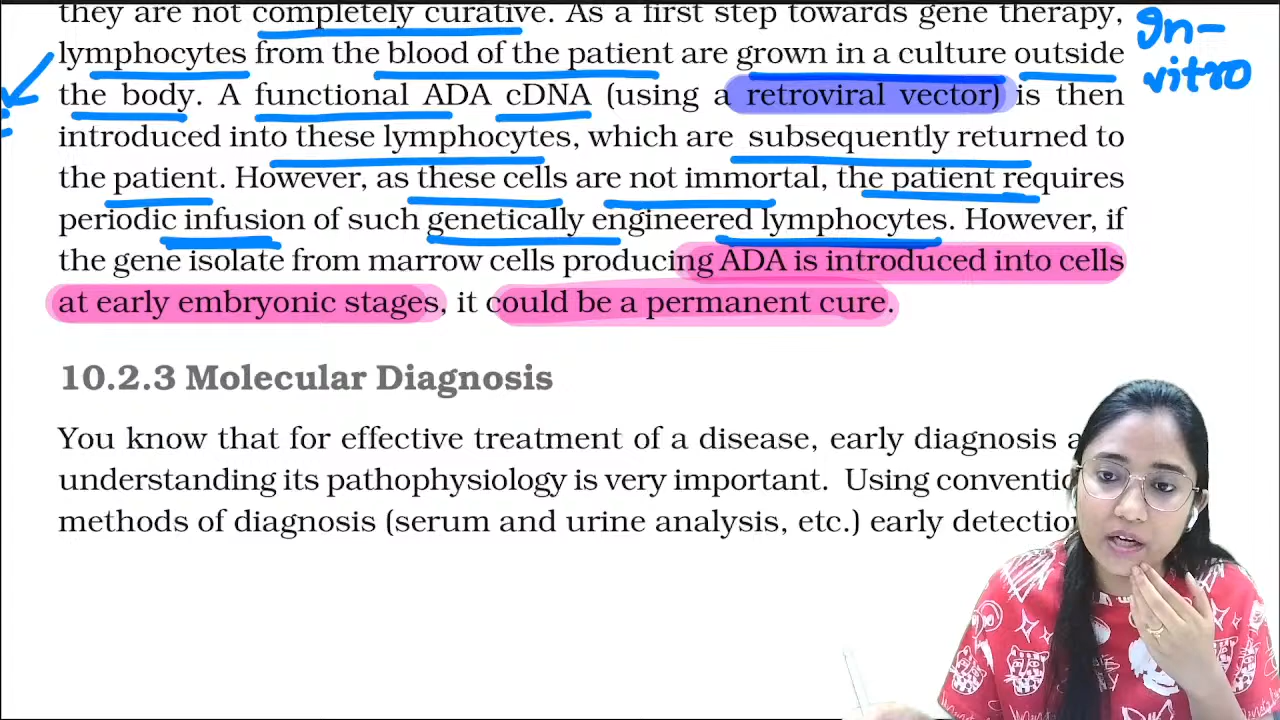 they are not completely curative. As a first step towards gene therapy,
lymphocytes from the blood of the patient are grown in a culture outside
the body. A functional ADA cDNA (using a retroviral vector) is then
introduced into these lymphocytes, which are subsequently returned to
the patient. However, as these cells are not immortal, the patient requires
periodic infusion of such genetically engineered lymphocytes. However, if
the gene isolate from marrow cells producing ADA is introduced into cells
at early embryonic stages, it could be a permanent cure.
In-
vitro
10.2.3 Molecular Diagnosis
You know that for effective treatment of a disease, early diagnosis
understanding its pathophysiology is very important. Using
methods of diagnosis (serum and urine analysis, etc.) early